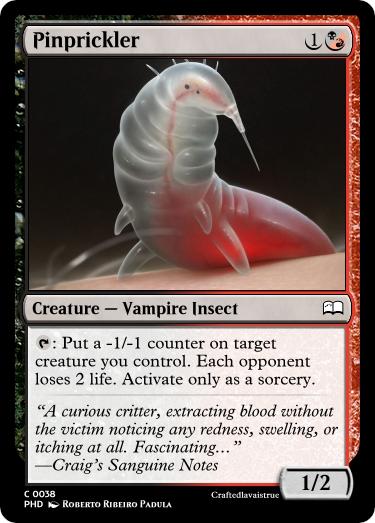 Pinprickler 1
Creature — Vampire Insect
: Put a -1/-1 counter on target
creature you control. Each opponent
loses 2 life. Activate only as a sorcery.
“A curious critter, extracting blood without
the victim noticing any redness, swelling, or
itching at all. Fascinating...”
—Craig’s Sanguine Notes
1/2
C 0038
PHD Roberto Ribeiro Padula
Craftedlavaistrue